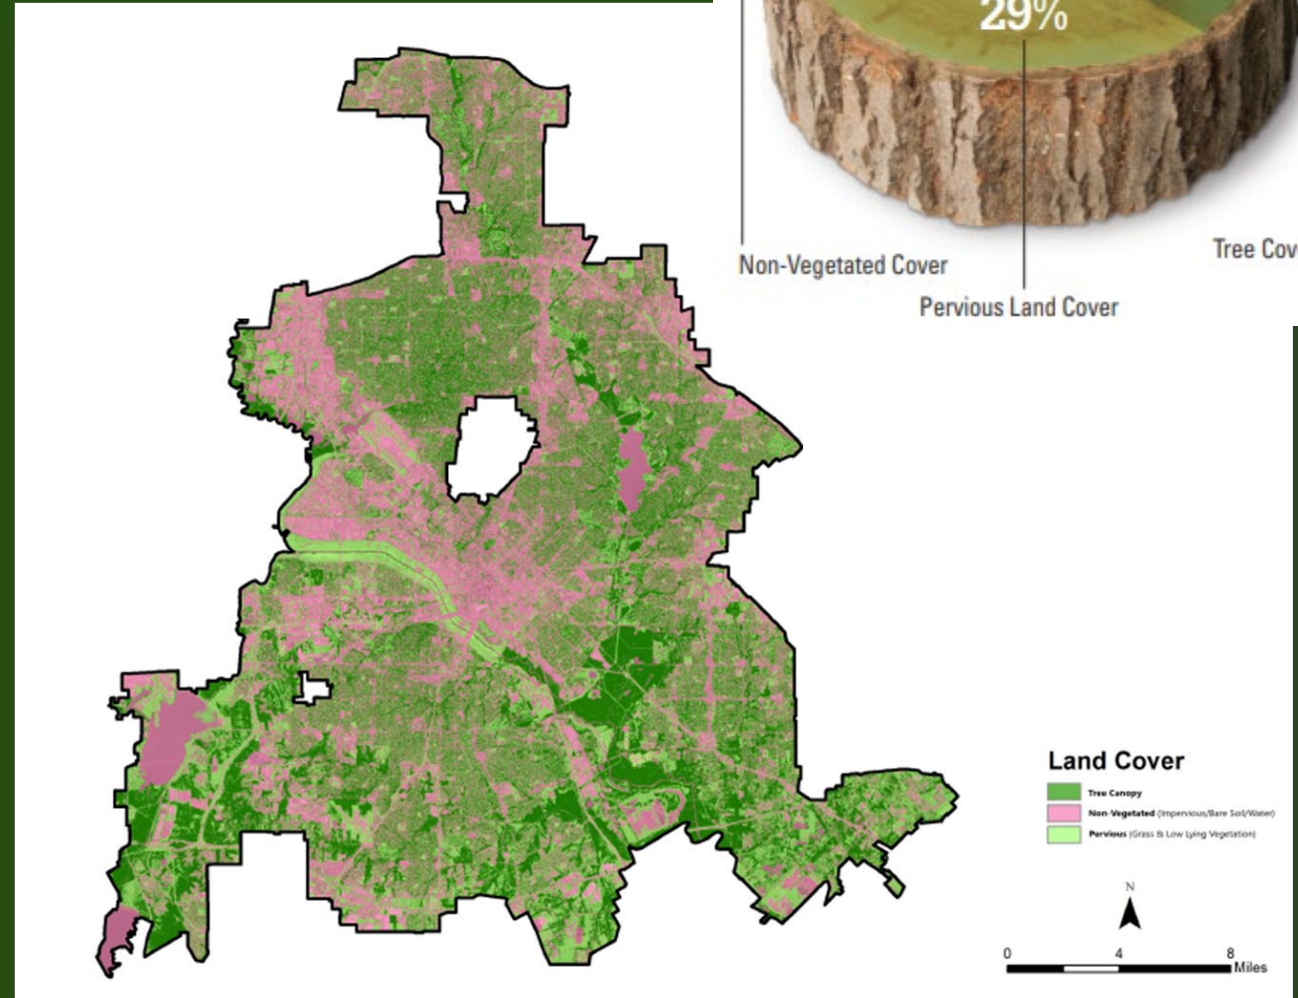 29%
Non-Vegetated Cover
Tree Cov
Pervious Land Cover
Land Cover
Tree Canopy
Non-Vegetated (Impervious/Bare Soil/Water)
Pervious (Grass & Low Lying Vegetation)
N
0 4 8
Miles